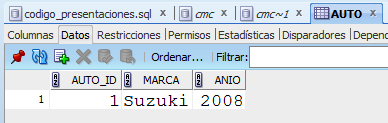 codigo_presentaciones.sql cmc cmc~1 AUTO
Columnas Datos Restricciones Permisos Estadísticas Disparadores
Ordenar... Filtrar:
AUTO_ID MARCA ANIO
1 1 Suzuki 2008